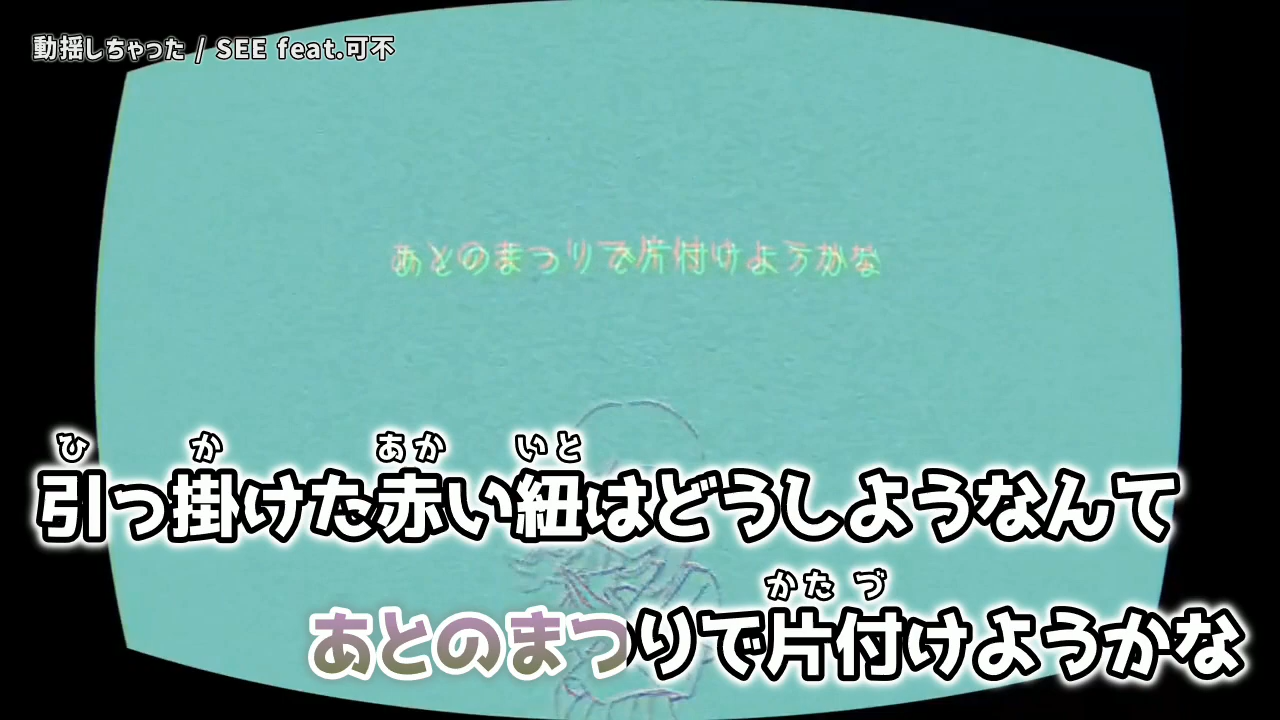 動揺しちゃった / SEE feat.可不
あとのまつりで片付けようかな
ひ か あか いと
引っ掛けた赤い紐はどうしようなんて
かた づ
あとのまつりで片付けようかな